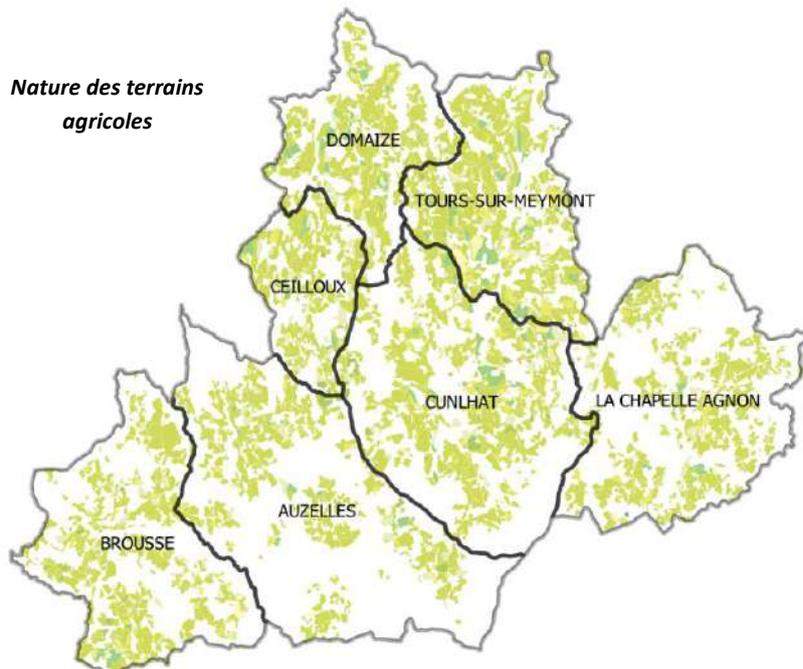 Nature des terrains
agricoles
DOMAIZE
TOURS-SUR-MEYMONT
CEILLOUX
CUNLHAT
LA CHAPELLE AGNON
AUZELLES
BROUSSE